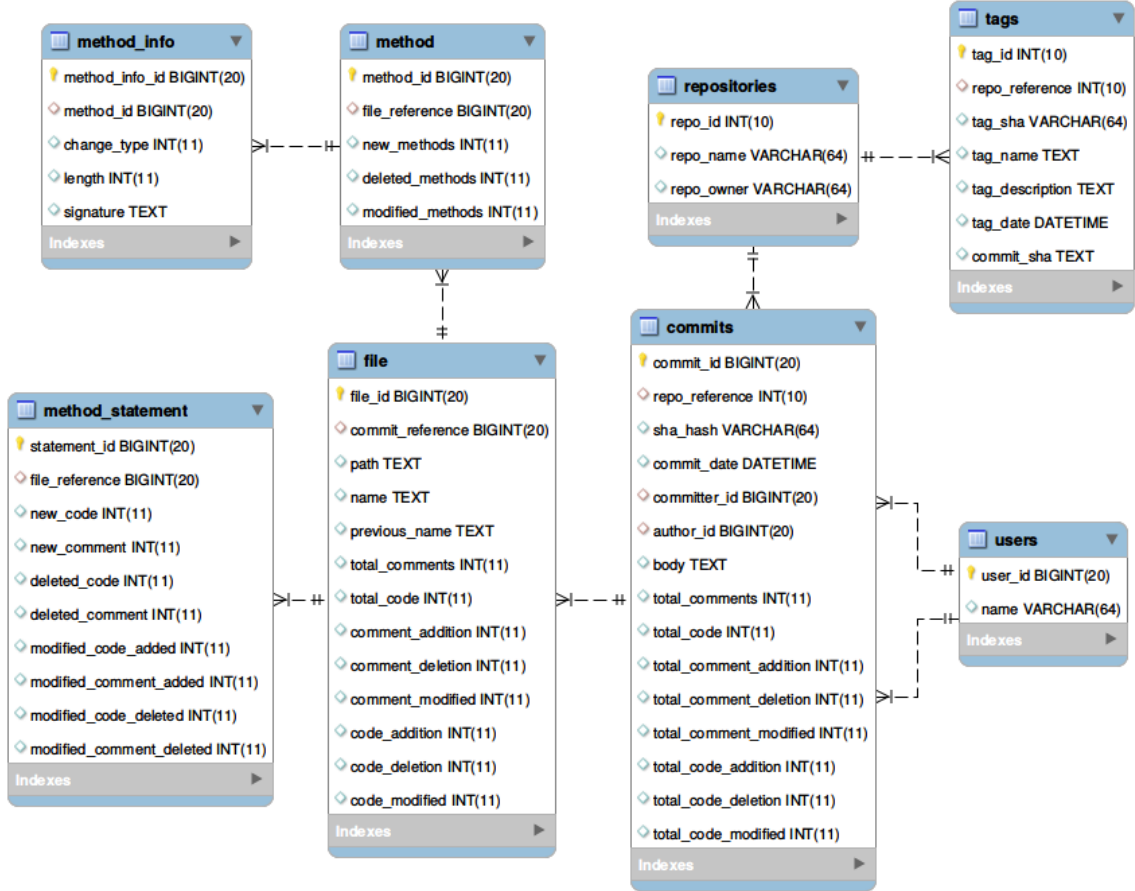 method_info
method_info_id BIGINT(20)
method_id BIGINT(20)
change_type INT(11)
length INT(11)
signature TEXT
Indexes
method
method_id BIGINT(20)
file_reference BIGINT(20)
new_methods INT(11)
deleted_methods INT(11)
modified_methods INT(11)
Indexes
repositories
repo_id INT(10)
repo_name VARCHAR(64)
repo_owner VARCHAR(64)
Indexes
tags
tag_id INT(10)
repo_reference INT(10)
tag_sha VARCHAR(64)
tag_name TEXT
tag_description TEXT
tag_date DATETIME
commit_sha TEXT
Indexes
method_statement
statement_id BIGINT(20)
file_reference BIGINT(20)
new_code INT(11)
new_comment INT(11)
deleted_code INT(11)
deleted_comment INT(11)
modified_code_added INT(11)
modified_comment_added INT(11)
modified_code_deleted INT(11)
modified_comment_deleted INT(11)
Indexes
file
file_id BIGINT(20)
commit_reference BIGINT(20)
path TEXT
name TEXT
previous_name TEXT
total_comments INT(11)
total_code INT(11)
comment_addition INT(11)
comment_deletion INT(11)
comment_modified INT(11)
code_addition INT(11)
code_deletion INT(11)
code_modified INT(11)
Indexes
commits
commit_id BIGINT(20)
repo_reference INT(10)
sha_hash VARCHAR(64)
commit_date DATETIME
committer_id BIGINT(20)
author_id BIGINT(20)
body TEXT
total_comments INT(11)
total_code INT(11)
total_comment_addition INT(11)
total_comment_deletion INT(11)
total_comment_modified INT(11)
total_code_addition INT(11)
total_code_deletion INT(11)
total_code_modified INT(11)
Indexes
users
user_id BIGINT(20)
name VARCHAR(64)
Indexes